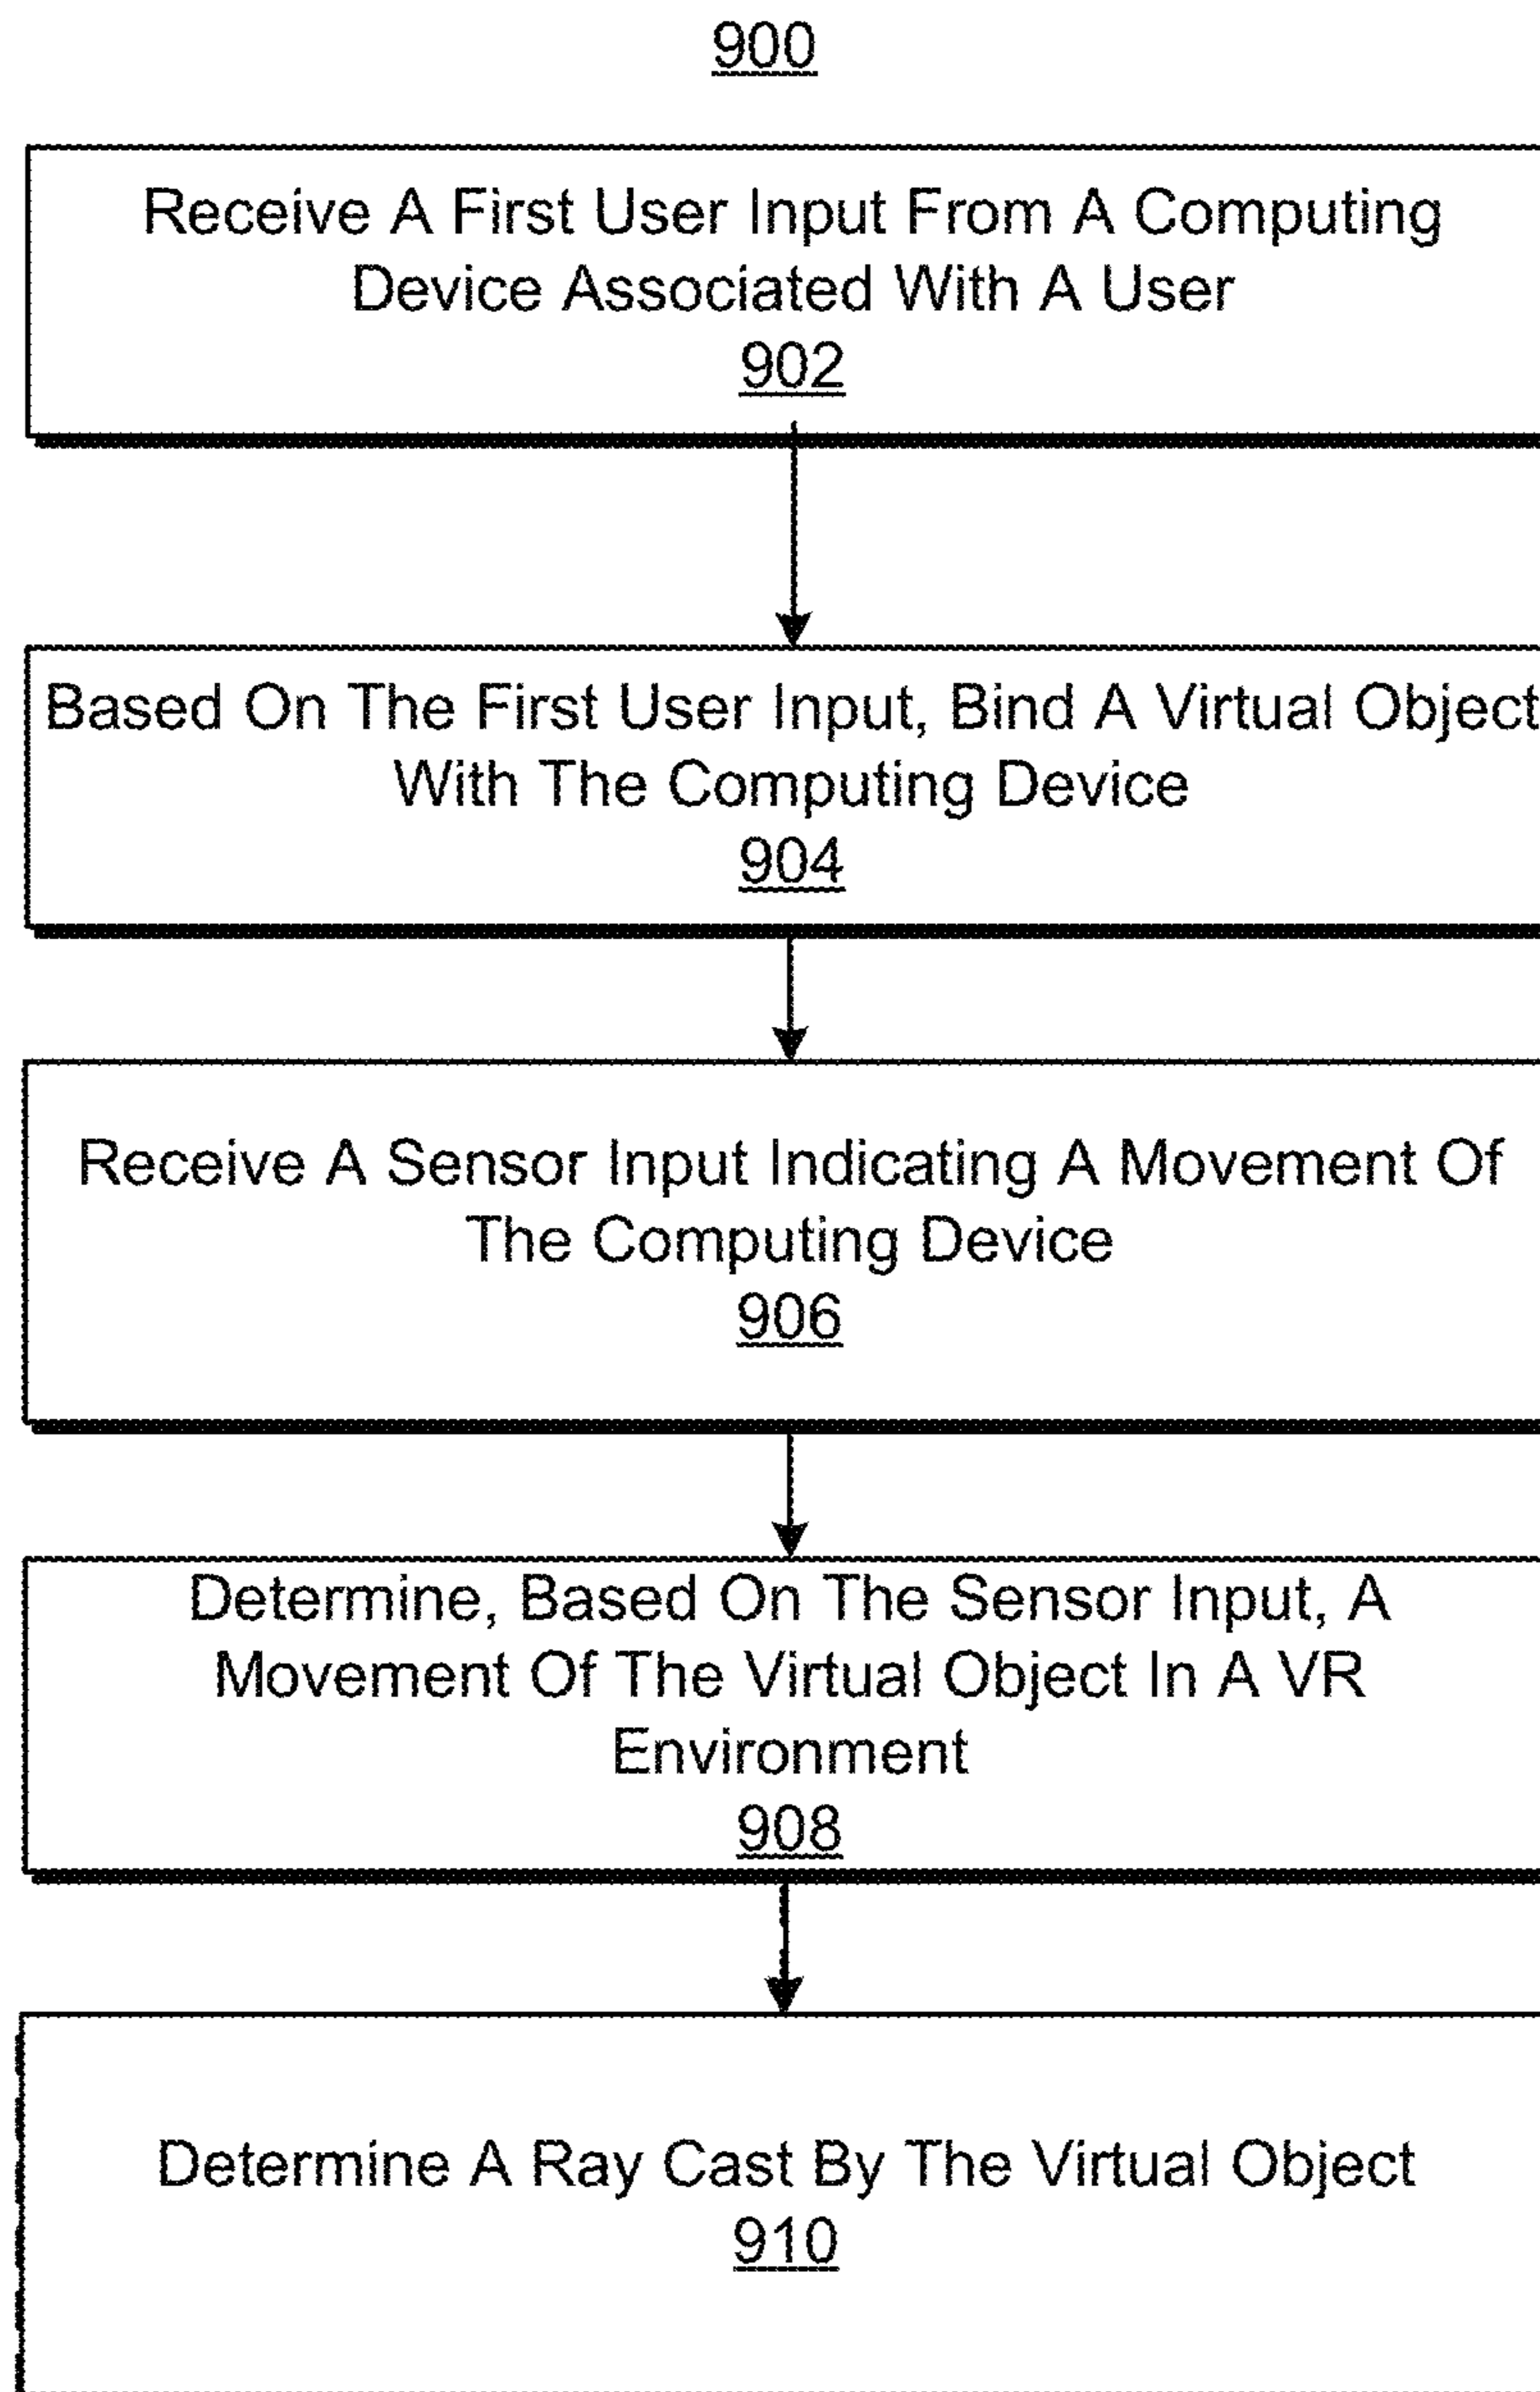 900
Receive A First User Input From A Computing
Device Associated With A User
902
Based On The First User Input, Bind A Virtual Object
With The Computing Device
904
Receive A Sensor Input Indicating A Movement Of
The Computing Device
906
Determine, Based On The Sensor Input, A
Movement Of The Virtual Object In A VR
Environment
908
Determine A Ray Cast By The Virtual Object
910